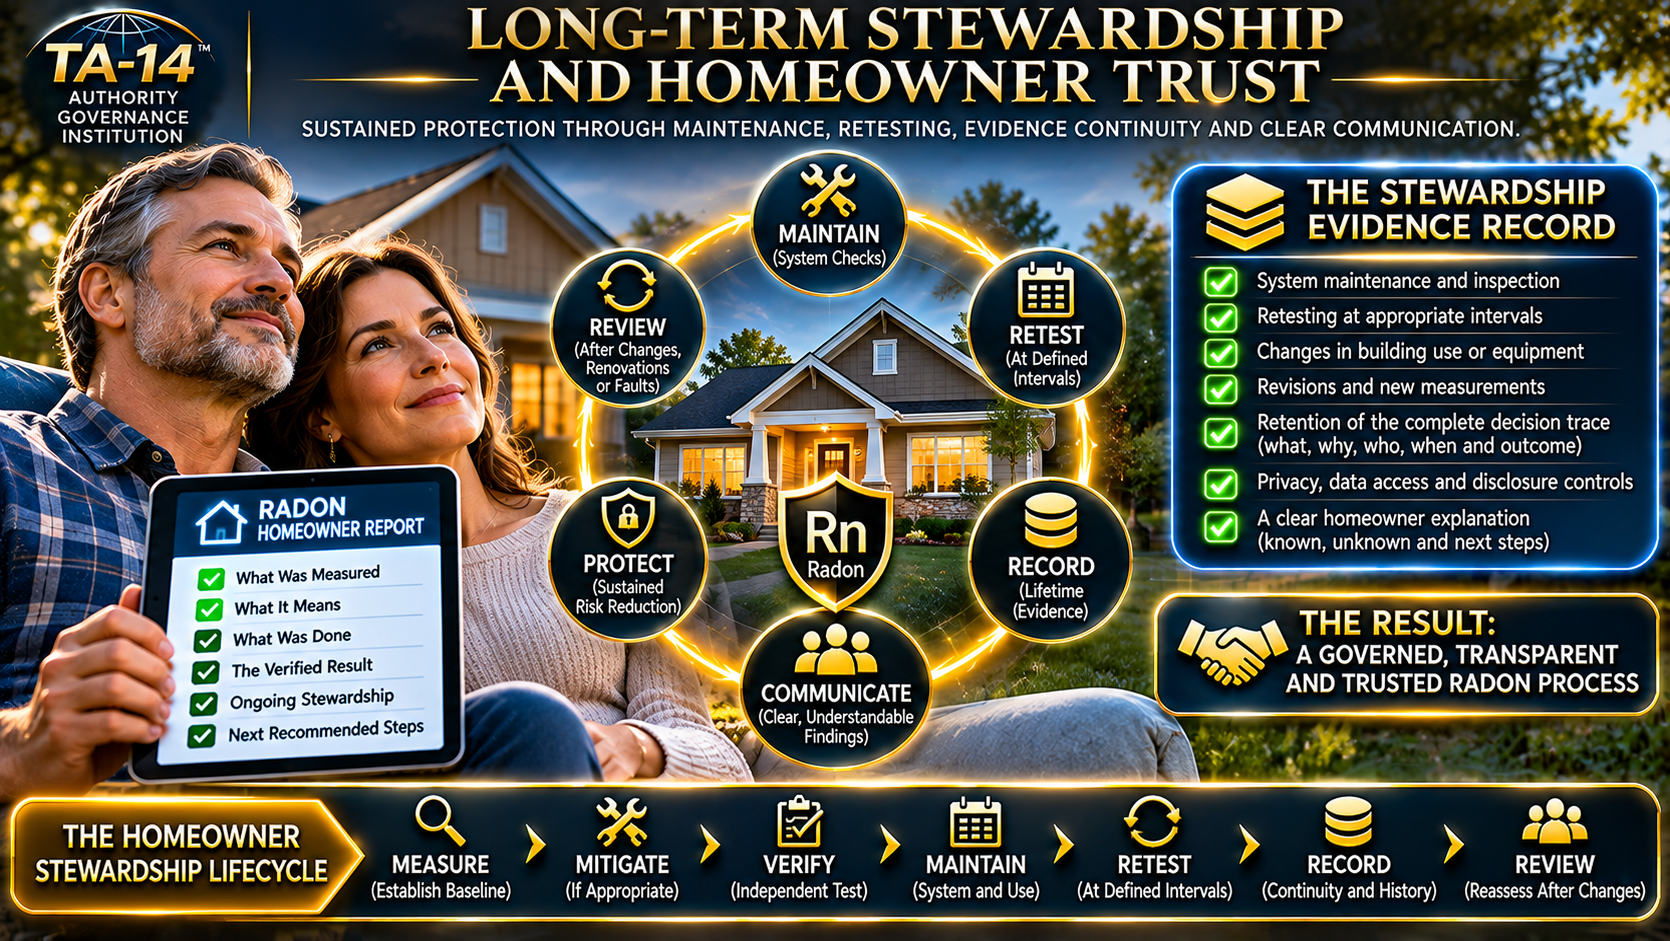 TA-14™
AUTHORITY
GOVERNANCE
INSTITUTION
LONG-TERM STEWARDSHIP
AND HOMEOWNER TRUST
SUSTAINED PROTECTION THROUGH MAINTENANCE, RETESTING, EVIDENCE CONTINUITY AND CLEAR COMMUNICATION.
MAINTAIN
(System Checks)
RETEST
(At Defined
(ntervals)
RECORD
(Lifetime
(Evidence)
COMMUNICATE
(Clear, Understandable
Findings)
PROTECT
(Sustained
Risk Reduction)
REVIEW
(After Changes,
Renovations
or Faults)
Rn
Radon
RADON
HOMEOWNER REPORT
What Was Measured
What It Means
What Was Done
The Verified Result
Ongoing Stewardship
Next Recommended Steps
THE STEWARDSHIP
EVIDENCE RECORD
System maintenance and inspection
Retesting at appropriate intervals
Changes in building use or equipment
Revisions and new measurements
Retention of the complete decision trace
(what, why, who, when and outcome)
Privacy, data access and disclosure controls
A clear homeowner explanation
(known, unknown and next steps)
THE RESULT:
A GOVERNED, TRANSPARENT
AND TRUSTED RADON PROCESS
THE HOMEOWNER
STEWARDSHIP LIFECYCLE
MEASURE
(Establish Baseline)
MITIGATE
(If Appropriate)
VERIFY
(Independent Test)
MAINTAIN
(System and Use)
RETEST
(At Defined Intervals)
RECORD
(Continuity and History)
REVIEW
(Reassess After Changes)